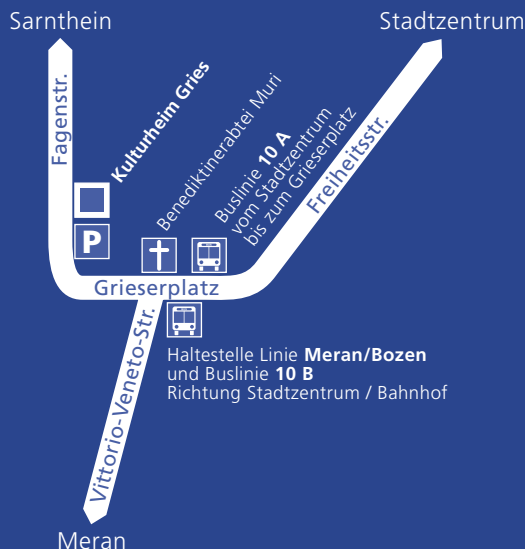 Sarnthein
Stadtzentrum
Fagenstr.
Kulturheim Gries
Benediktinerabtei Muri
Buslinie 10 A
vom Stadtzentrum
bis zum Grieserplatz
Freiheitsstr.
P
Grieserplatz
Vittorio-Veneto-Str.
Haltestelle Linie Meran/Bozen
und Buslinie 10 B
Richtung Stadtzentrum / Bahnhof
Meran